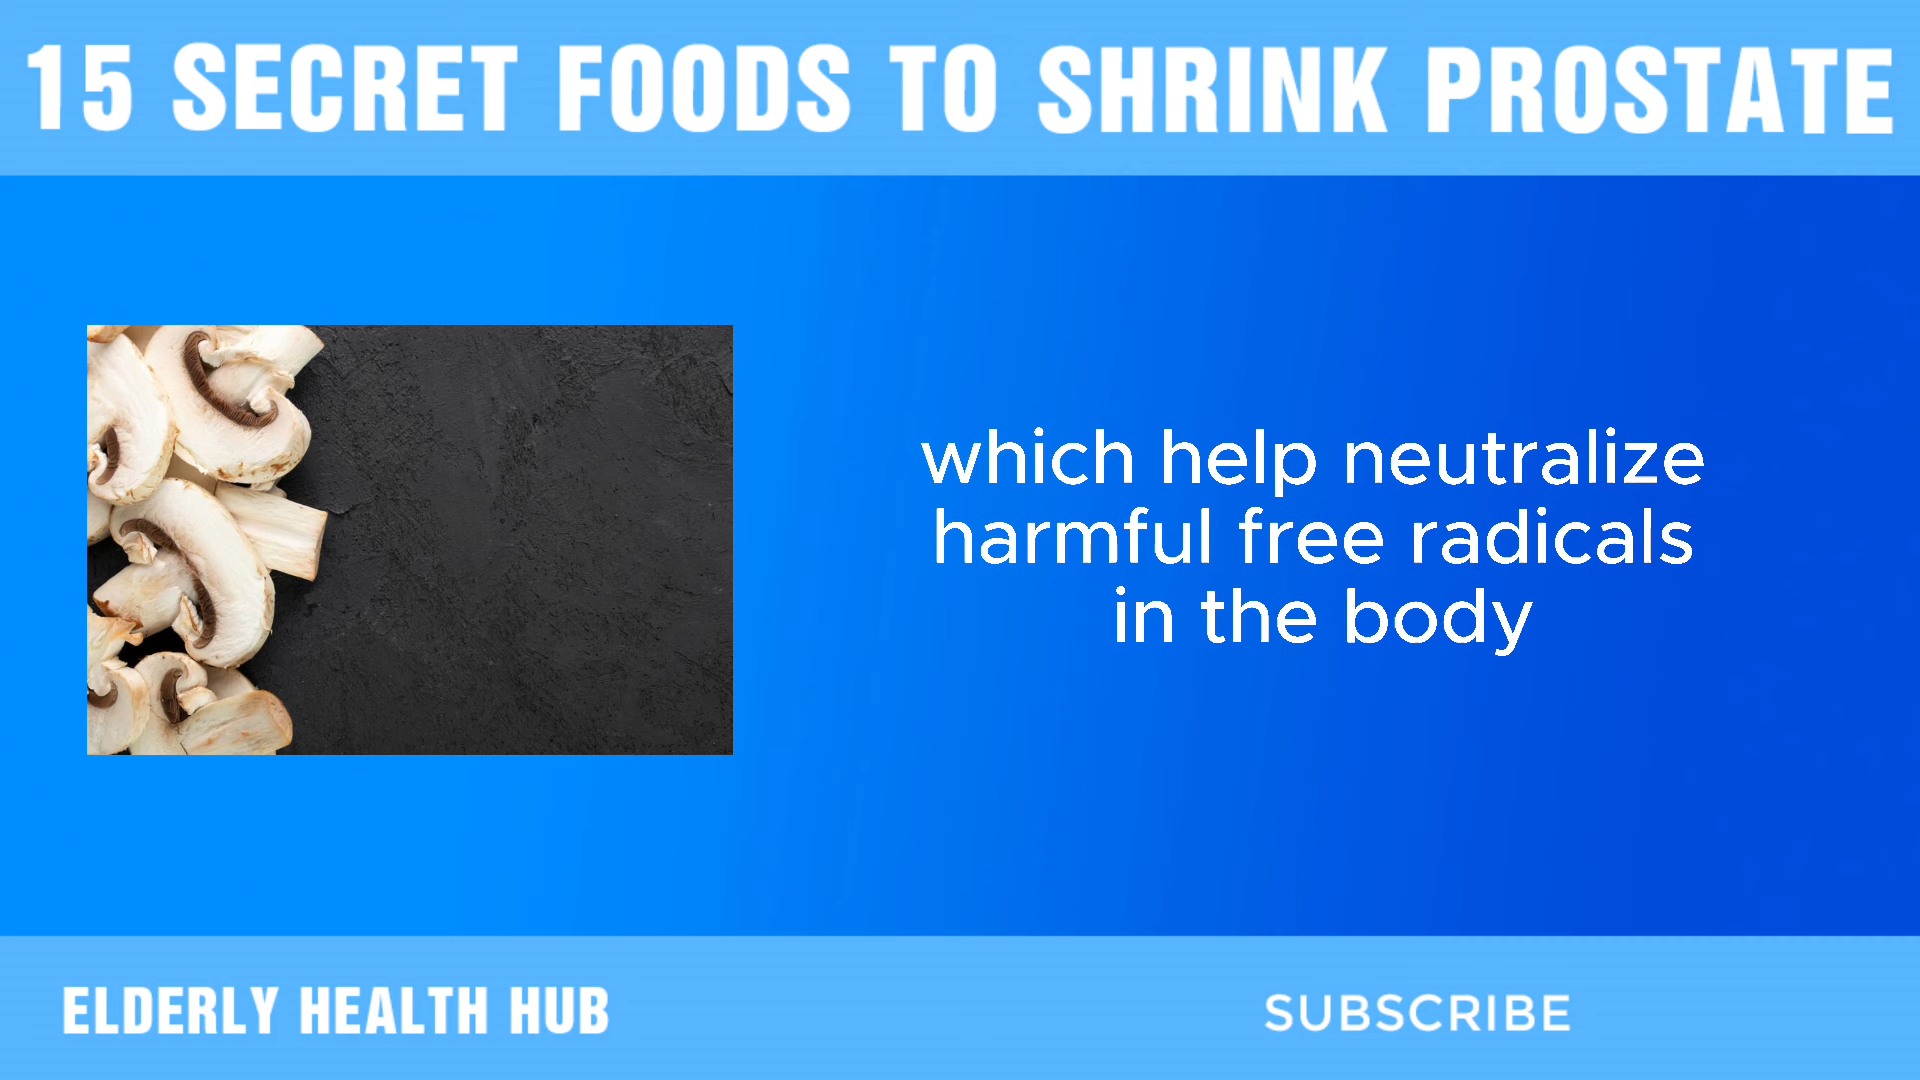 15 SECRET FOODS TO SHRINK PROSTATE
which help neutralize
harmful free radicals
in the body
ELDERLY HEALTH HUB
SUBSCRIBE